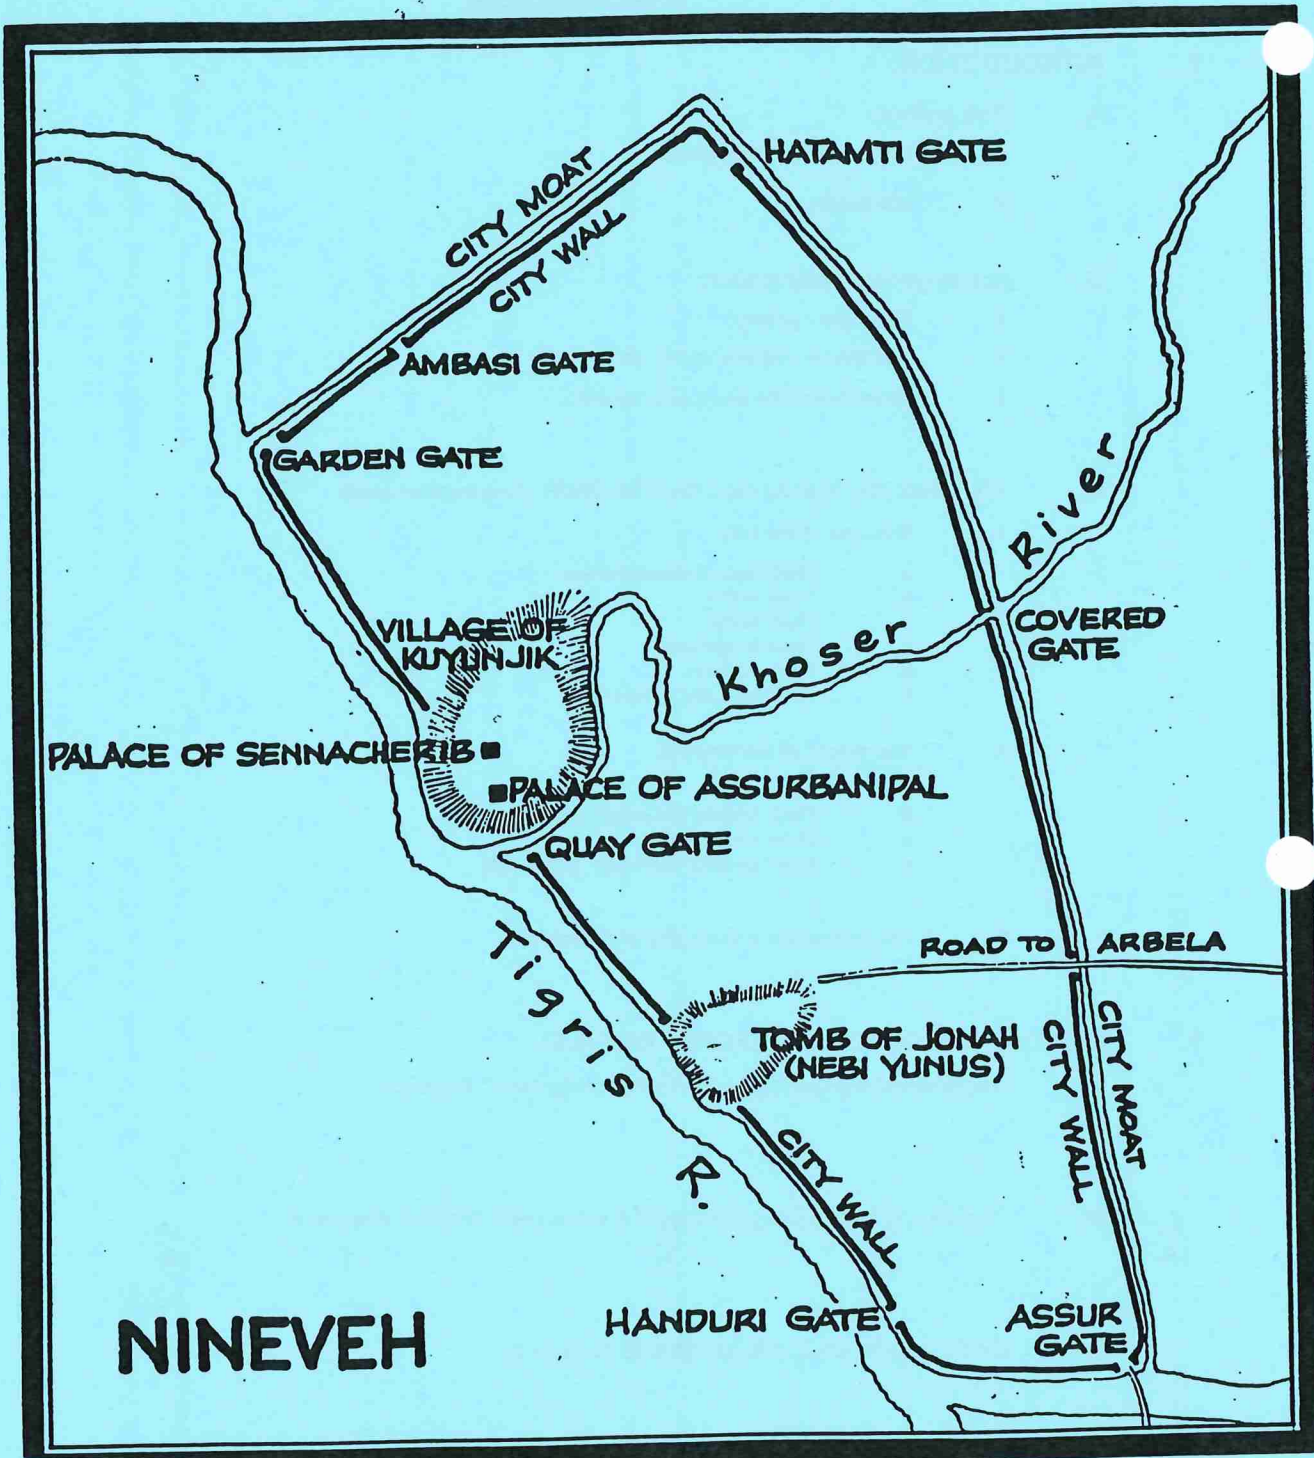 HATAMTI GATE
CITY MOAT
CITY WALL
AMBASI GATE
GARDEN GATE
Khoser River
COVERED
GATE
VILLAGE OF
KUYUNJIK
PALACE OF SENNACHERIB
PALACE OF ASSURBANIPAL
QUAY GATE
Tigris R.
ROAD TO ARBELA
TOMB OF JONAH
(NEBI YUNUS)
CITY MOAT
CITY WALL
CITY WALL
HANDURI GATE
ASSUR
GATE
NINEVEH